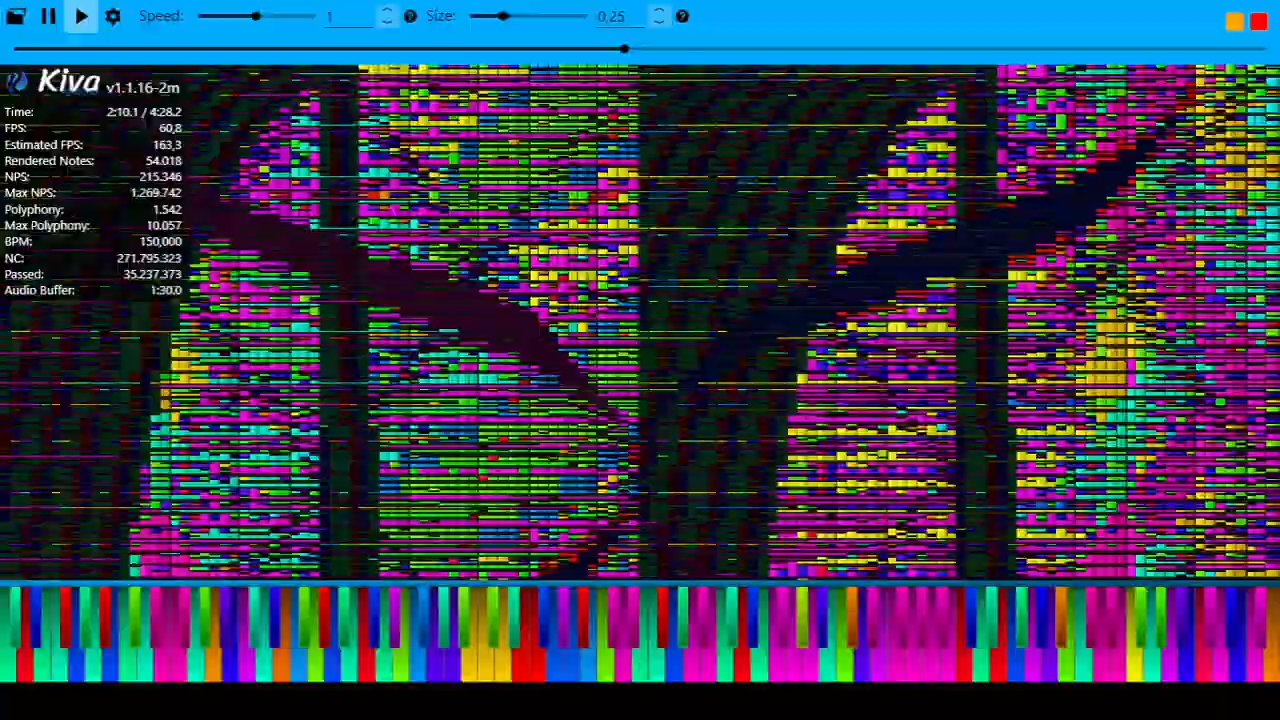 Speed: 1 Size: 0,25
Kiva v1.1.16-2m
Time: 2:10.1 / 4:28.2
FPS: 60,8
Estimated FPS: 163,3
Rendered Notes: 54.018
NPS: 215.346
Max NPS: 1.269.742
Polyphony: 1.542
Max Polyphony: 10.057
BPM: 150,000
NC: 271.795.323
Passed: 35.237.373
Audio Buffer: 1:30.0